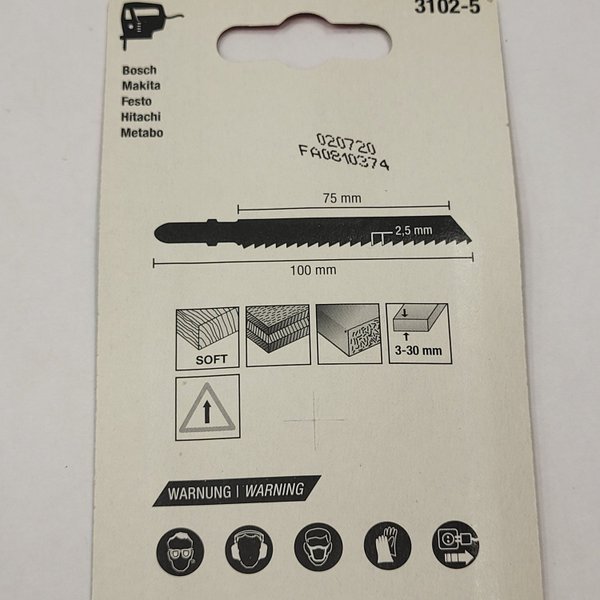 3102-5
Bosch
Makita
Festo
Hitachi
Metabo
020720
FA0810374
75 mm
2,5 mm
100 mm
SOFT
3-30 mm
WARNUNG | WARNING